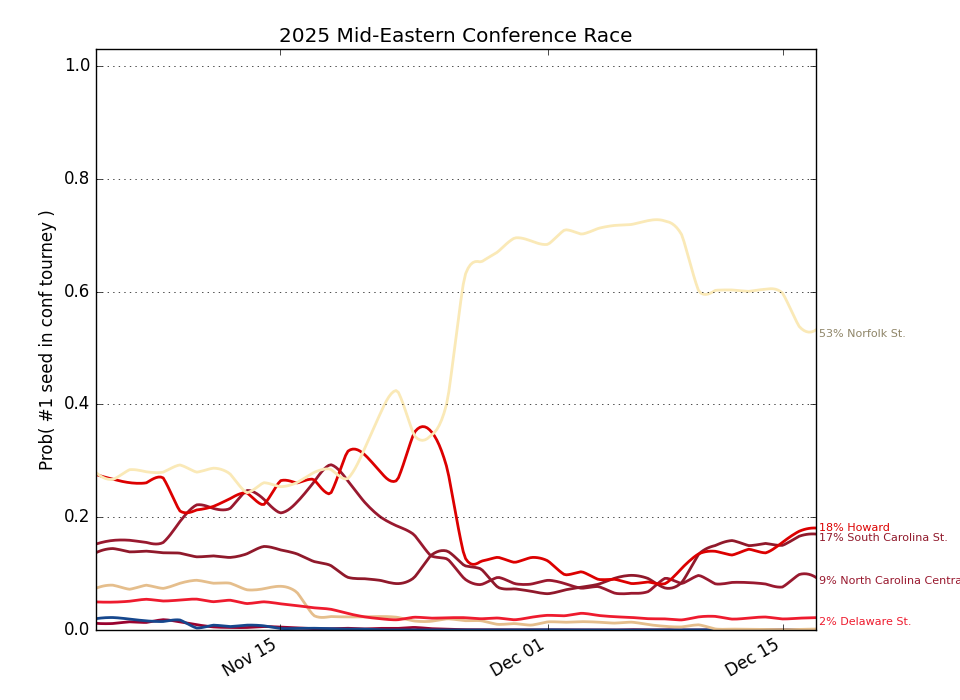 2025 Mid-Eastern Conference Race
Prob( #1 seed in conf tourney )
1.0
0.8
0.6
0.4
0.2
0.0
53% Norfolk St.
18% Howard
17% South Carolina St.
9% North Carolina Centra
2% Delaware St.
Nov 15
Dec 01
Dec 15